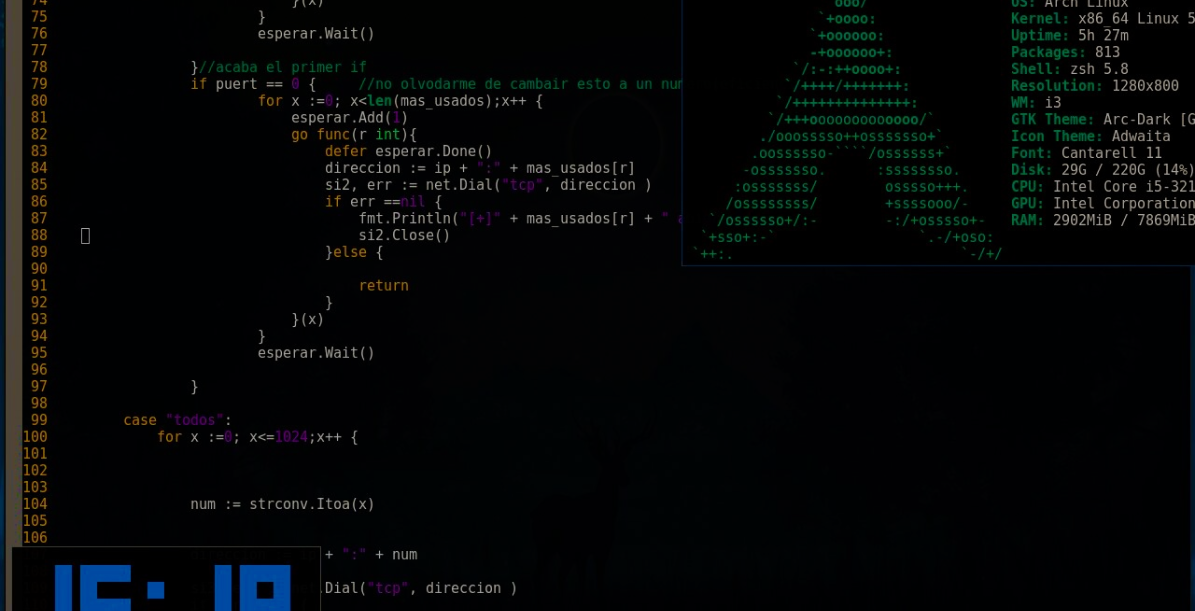 74 }(x)
75 }
76 esperar.Wait()
77
78 }//acaba el primer if
79 if puert == 0 { //no olvodarme de cambair esto a un num
80 for x :=0; x<len(mas_usados);x++ {
81 esperar.Add(1)
82 go func(r int){
83 defer esperar.Done()
84 direccion := ip + ":" + mas_usados[r]
85 si2, err := net.Dial("tcp", direccion )
86 if err ==nil {
87 fmt.Println("[+]" + mas_usados[r] + " a
88 si2.Close()
89 }else {
90
91 return
92 }
93 }(x)
94 }
95 esperar.Wait()
96
97 }
98
99 case "todos":
100 for x :=0; x<=1024;x++ {
101
102
103
104 num := strconv.Itoa(x)
105
106
+ ":" + num
.Dial("tcp", direccion )
OS: Arch Linux
Kernel: x86_64 Linux 5
Uptime: 5h 27m
Packages: 813
Shell: zsh 5.8
Resolution: 1280x800
WM: i3
GTK Theme: Arc-Dark [G
Icon Theme: Adwaita
Font: Cantarell 11
Disk: 29G / 220G (14%)
CPU: Intel Core i5-321
GPU: Intel Corporation
RAM: 2902MiB / 7869MiB